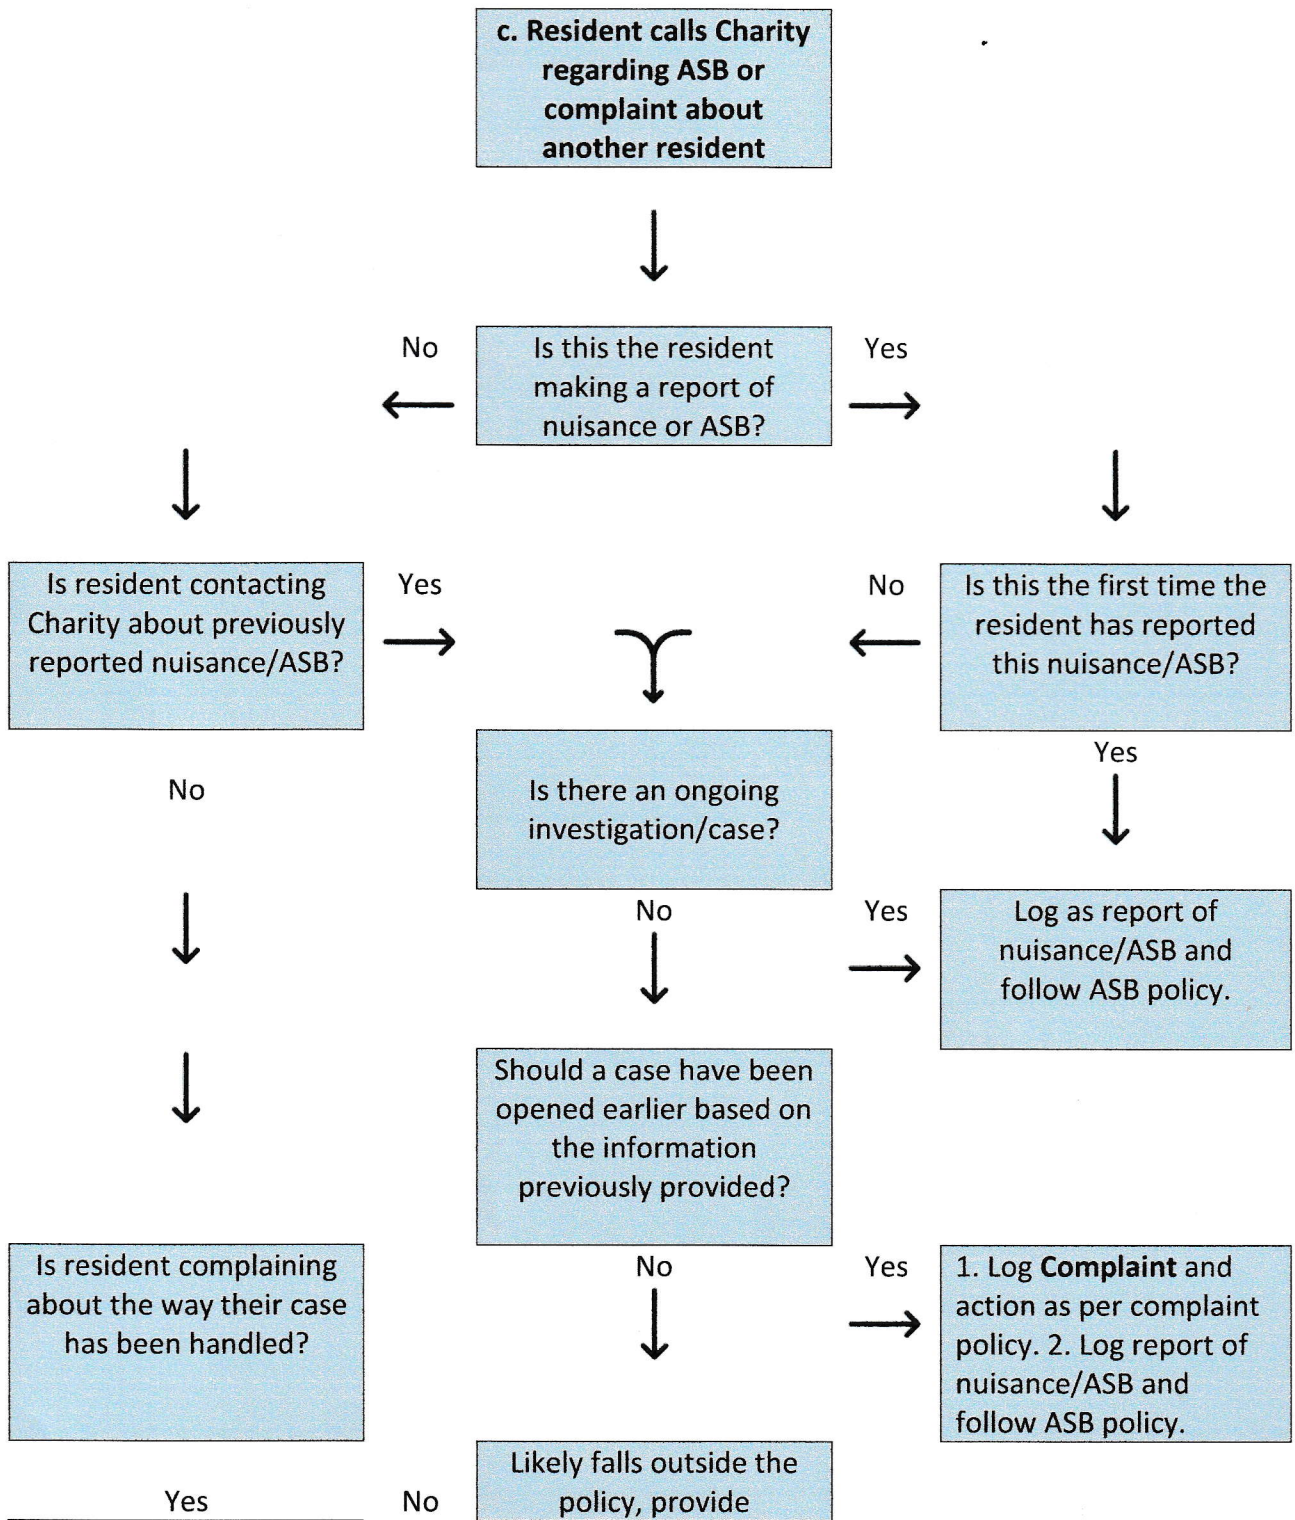 c. Resident calls Charity
regarding ASB or
complaint about
another resident
No
Is this the resident
making a report of
nuisance or ASB?
Yes
Is resident contacting
Charity about previously
reported nuisance/ASB?
Yes
No
Is this the first time the
resident has reported
this nuisance/ASB?
Yes
No
Is there an ongoing
investigation/case?
No
Yes
Log as report of
nuisance/ASB and
follow ASB policy.
Should a case have been
opened earlier based on
the information
previously provided?
No
Yes
1. Log Complaint and
action as per complaint
policy. 2. Log report of
nuisance/ASB and
follow ASB policy.
Is resident complaining
about the way their case
has been handled?
Yes
No
Likely falls outside the
policy, provide